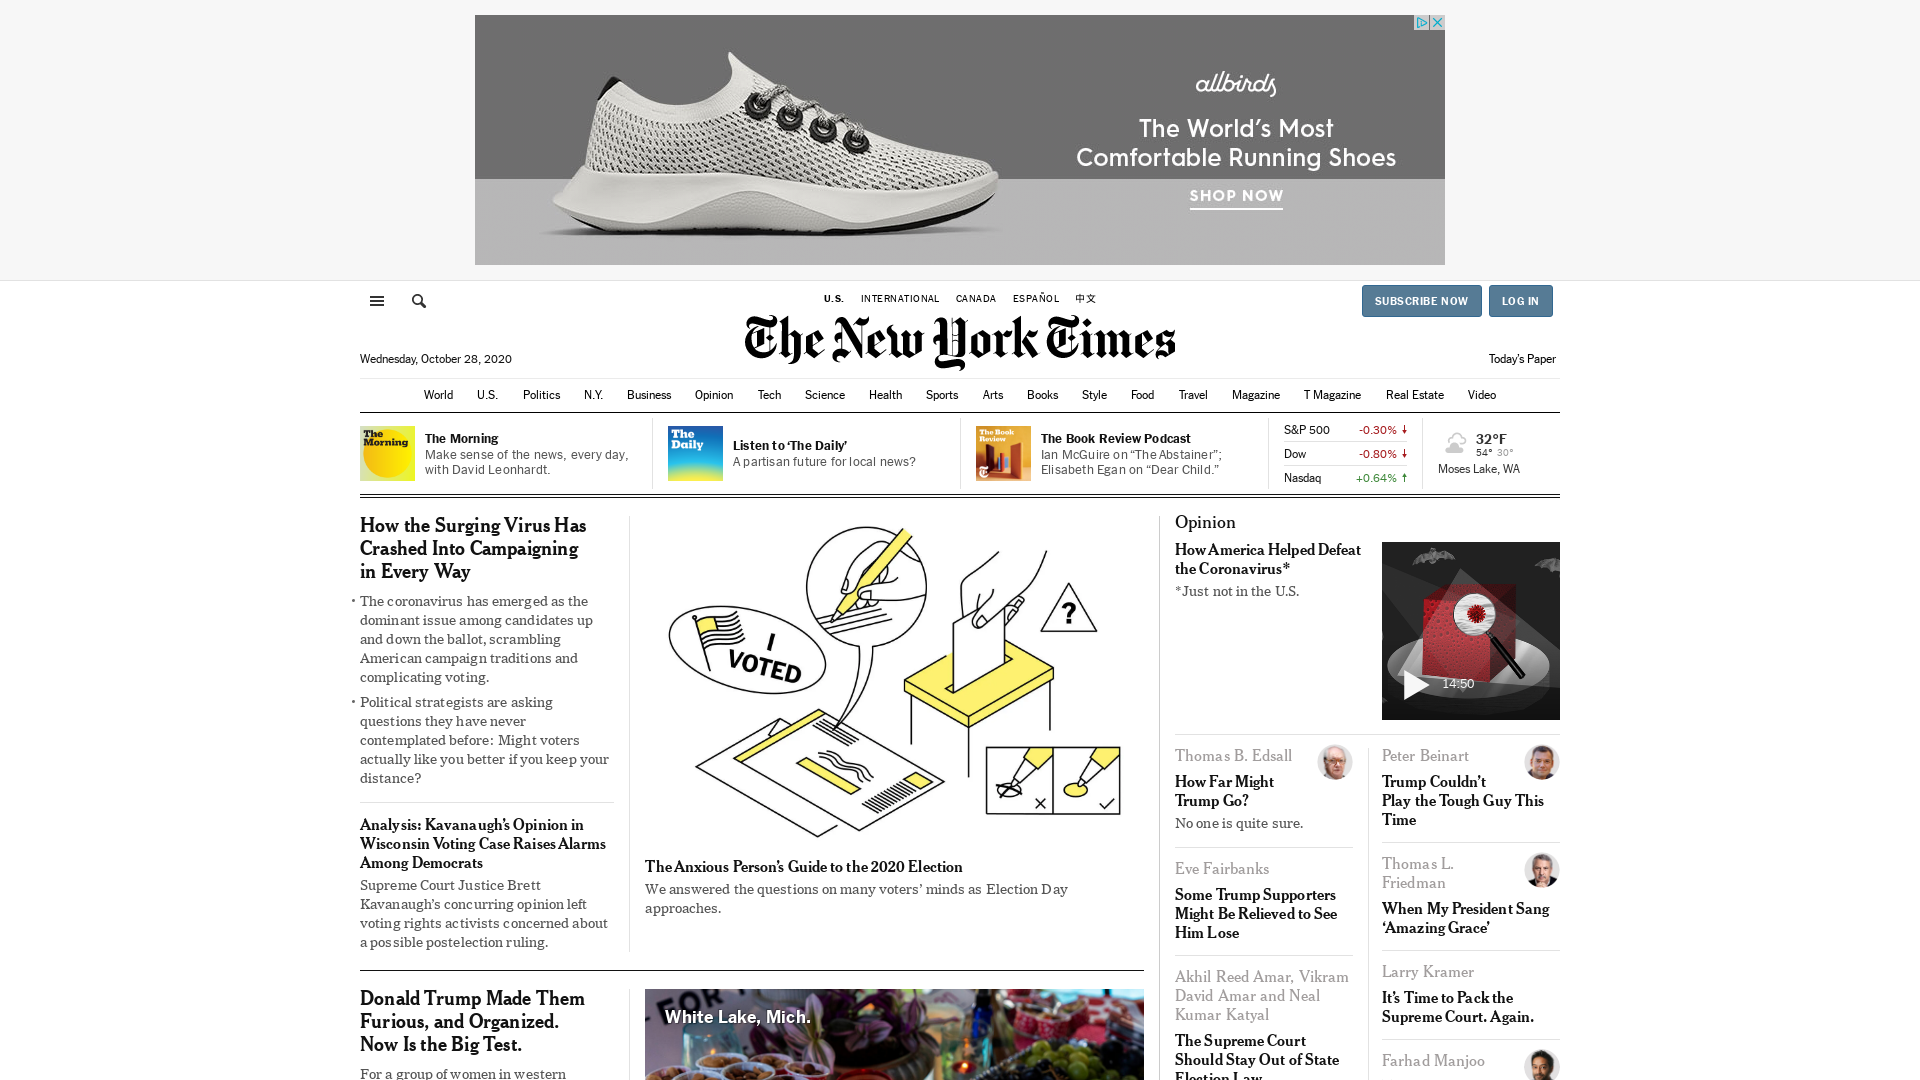 allbirds
The World's Most
Comfortable Running Shoes
SHOP NOW
U.S. INTERNATIONAL CANADA ESPAÑOL 中文
SUBSCRIBE NOW LOG IN
The New York Times
Wednesday, October 28, 2020
Today's Paper
World U.S. Politics N.Y. Business Opinion Tech Science Health Sports Arts Books Style Food Travel Magazine T Magazine Real Estate Video
The
Morning
The Morning
Make sense of the news, every day,
with David Leonhardt.
The
Daily
Listen to ‘The Daily’
A partisan future for local news?
The Book
Review
The Book Review Podcast
Ian McGuire on “The Abstainer”;
Elisabeth Egan on “Dear Child.”
S&P 500 -0.30%
Dow -0.80%
Nasdaq +0.64%
32°F
54° 30°
Moses Lake, WA
How the Surging Virus Has
Crashed Into Campaigning
in Every Way
• The coronavirus has emerged as the
dominant issue among candidates up
and down the ballot, scrambling
American campaign traditions and
complicating voting.
• Political strategists are asking
questions they have never
contemplated before: Might voters
actually like you better if you keep your
distance?
Analysis: Kavanaugh’s Opinion in
Wisconsin Voting Case Raises Alarms
Among Democrats
Supreme Court Justice Brett
Kavanaugh’s concurring opinion left
voting rights activists concerned about
a possible postelection ruling.
I
VOTED
?
The Anxious Person’s Guide to the 2020 Election
We answered the questions on many voters’ minds as Election Day
approaches.
Donald Trump Made Them
Furious, and Organized.
Now Is the Big Test.
For a group of women in western
FOR
White Lake, Mich.
Opinion
How America Helped Defeat
the Coronavirus*
*Just not in the U.S.
14:50
Thomas B. Edsall
How Far Might
Trump Go?
No one is quite sure.
Eve Fairbanks
Some Trump Supporters
Might Be Relieved to See
Him Lose
Akhil Reed Amar, Vikram
David Amar and Neal
Kumar Katyal
The Supreme Court
Should Stay Out of State
Election Law
Peter Beinart
Trump Couldn’t
Play the Tough Guy This
Time
Thomas L.
Friedman
When My President Sang
‘Amazing Grace’
Larry Kramer
It’s Time to Pack the
Supreme Court. Again.
Farhad Manjoo